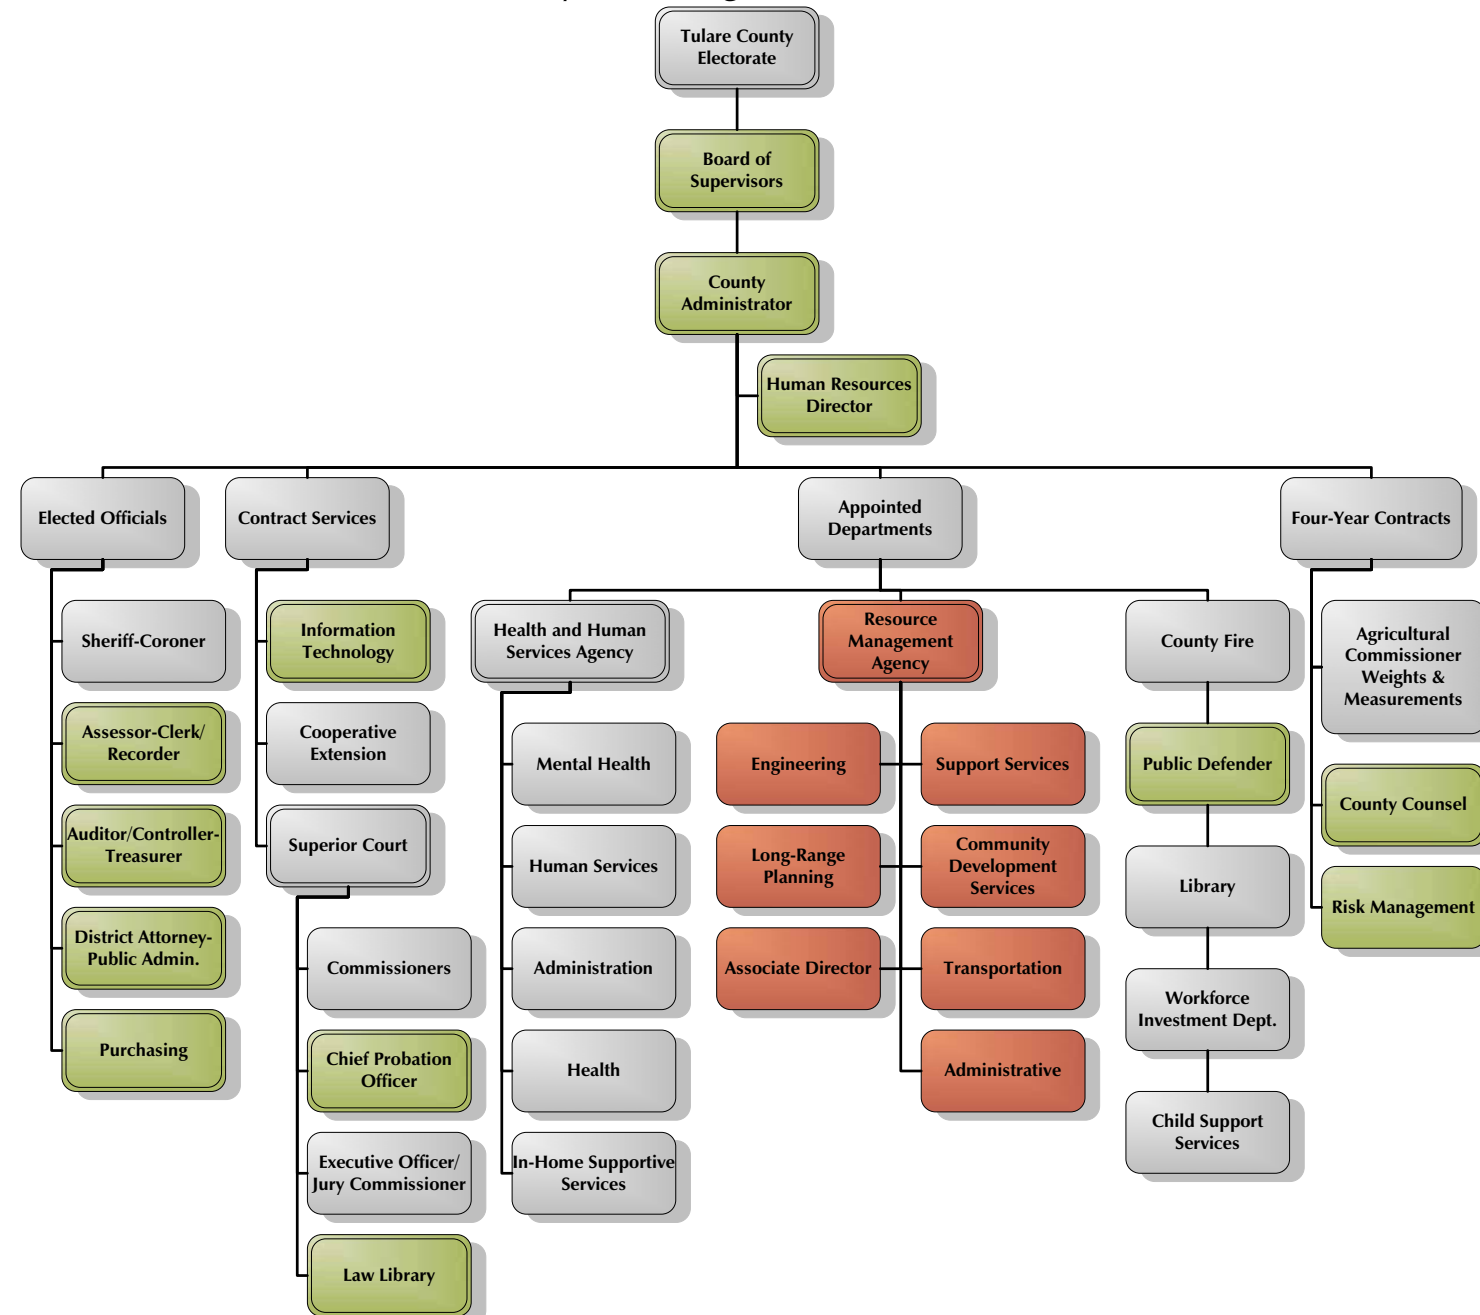 Tulare County
Electorate
Board of
Supervisors
County
Administrator
Human Resources
Director
Elected Officials
Contract Services
Appointed
Departments
Four-Year Contracts
Sheriff-Coroner
Assessor-Clerk/
Recorder
Auditor/Controller-
Treasurer
District Attorney-
Public Admin.
Purchasing
Information
Technology
Cooperative
Extension
Superior Court
Commissioners
Chief Probation
Officer
Executive Officer/
Jury Commissioner
Law Library
Health and Human
Services Agency
Mental Health
Human Services
Administration
Health
In-Home Supportive
Services
Resource
Management
Agency
Engineering
Support Services
Long-Range
Planning
Community
Development
Services
Associate Director
Transportation
Administrative
County Fire
Public Defender
Library
Workforce
Investment Dept.
Child Support
Services
Agricultural
Commissioner
Weights &
Measurements
County Counsel
Risk Management